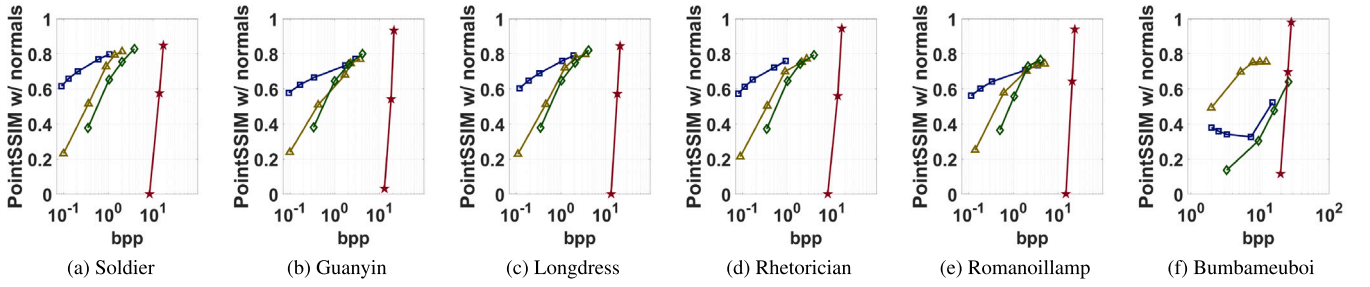 PointSSIM w/ normals
1
0.8
0.6
0.4
0.2
0
10^-1 10^0 10^1
bpp
(a) Soldier
PointSSIM w/ normals
1
0.8
0.6
0.4
0.2
0
10^-1 10^0 10^1
bpp
(b) Guanyin
PointSSIM w/ normals
1
0.8
0.6
0.4
0.2
0
10^-1 10^0 10^1
bpp
(c) Longdress
PointSSIM w/ normals
1
0.8
0.6
0.4
0.2
0
10^-1 10^0 10^1
bpp
(d) Rhetorician
PointSSIM w/ normals
1
0.8
0.6
0.4
0.2
0
10^-1 10^0 10^1
bpp
(e) Romanoillamp
PointSSIM w/ normals
1
0.8
0.6
0.4
0.2
0
10^0 10^1 10^2
bpp
(f) Bumbameuboi